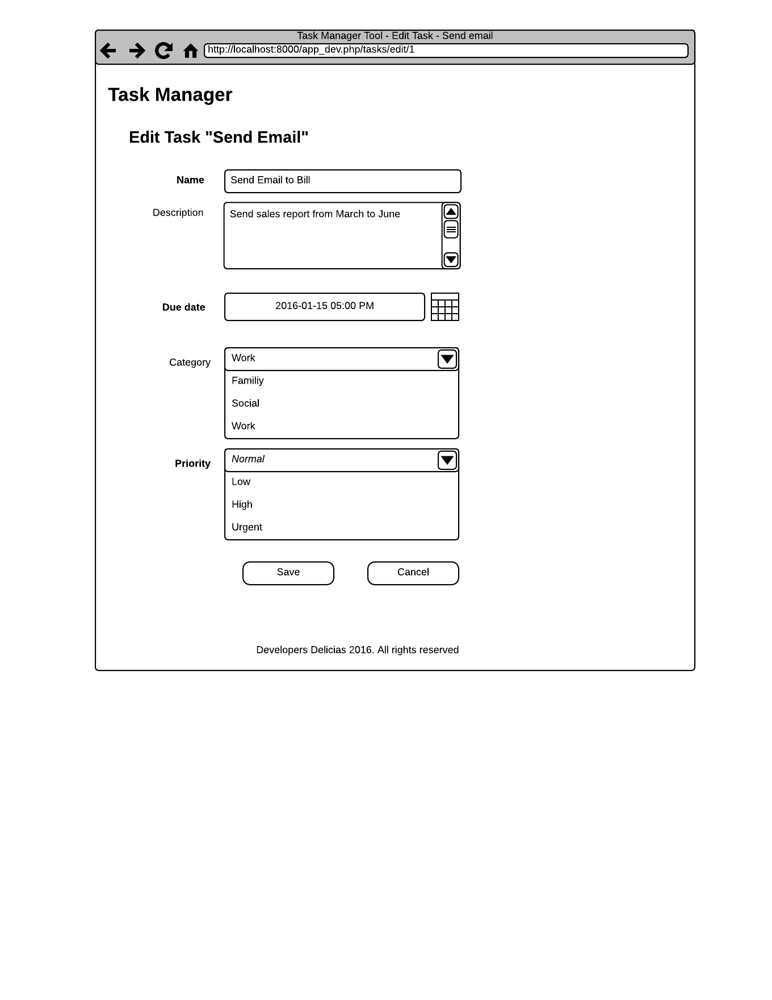 Task Manager Tool - Edit Task - Send email
http://localhost:8000/app_dev.php/tasks/edit/1
Task Manager
Edit Task "Send Email"
Name
Send Email to Bill
Description
Send sales report from March to June
Due date
2016-01-15 05:00 PM
Category
Work
Familiy
Social
Work
Priority
Normal
Low
High
Urgent
Save
Cancel
Developers Delicias 2016. All rights reserved